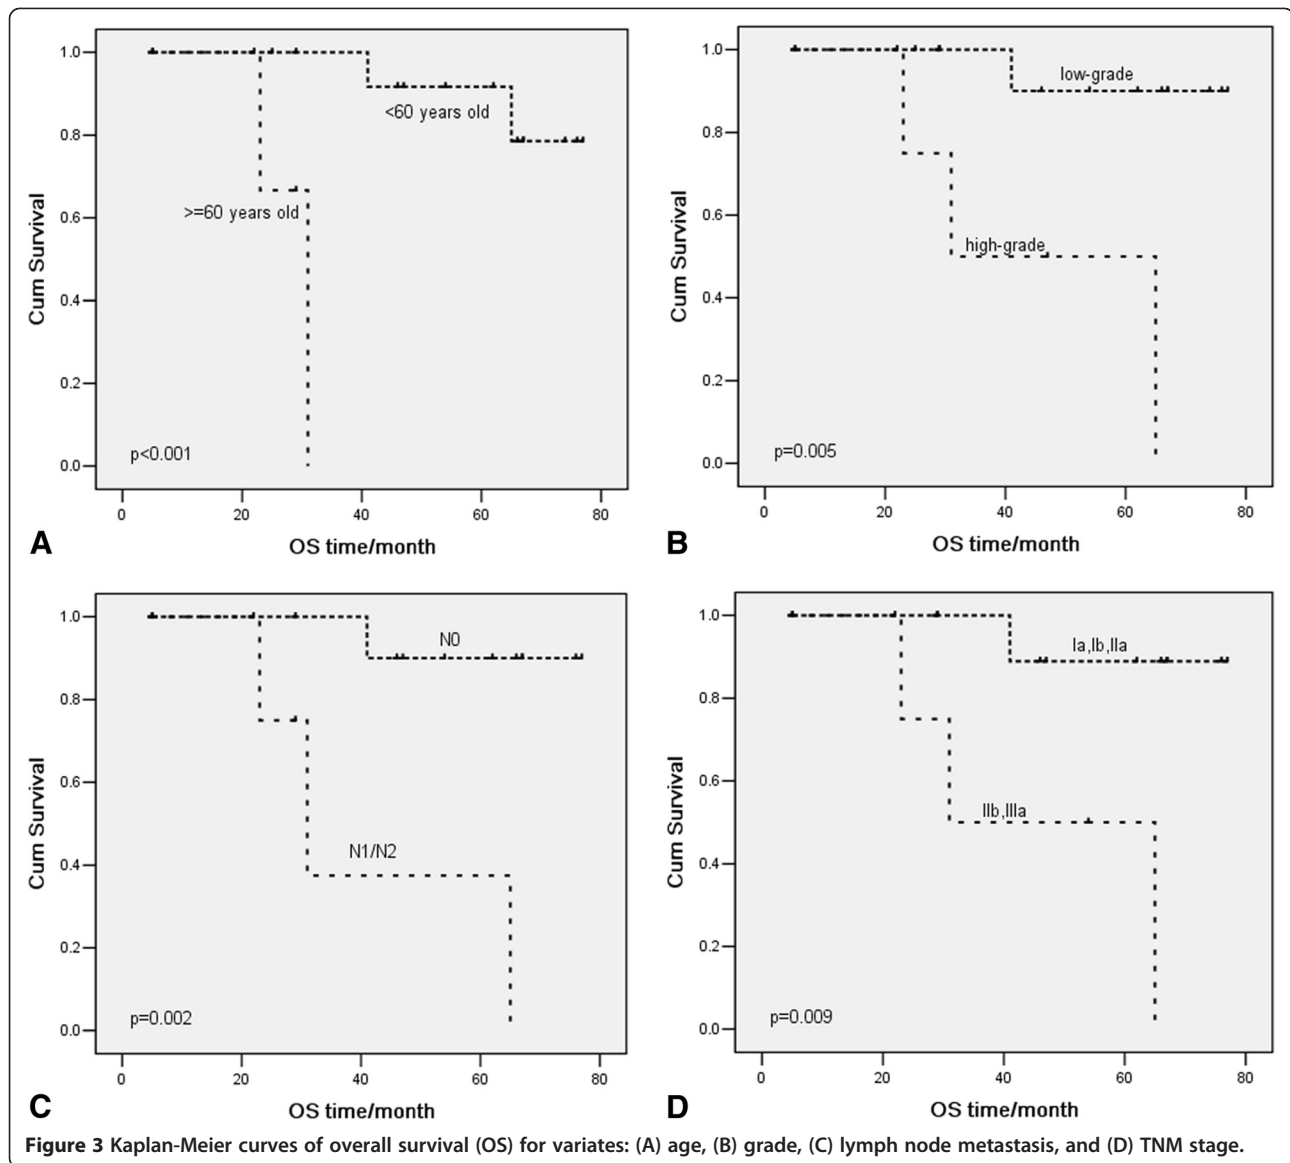 1.0
0.8
0.6
0.4
0.2
0.0
Cum Survival
<60 years old
>=60 years old
p<0.001
0 20 40 60 80
OS time/month
A
1.0
0.8
0.6
0.4
0.2
0.0
Cum Survival
low-grade
high-grade
p=0.005
0 20 40 60 80
OS time/month
B
1.0
0.8
0.6
0.4
0.2
0.0
Cum Survival
N0
N1/N2
p=0.002
0 20 40 60 80
OS time/month
C
1.0
0.8
0.6
0.4
0.2
0.0
Cum Survival
Ia,Ib,IIa
IIb,IIIa
p=0.009
0 20 40 60 80
OS time/month
D
Figure 3 Kaplan-Meier curves of overall survival (OS) for variates: (A) age, (B) grade, (C) lymph node metastasis, and (D) TNM stage.